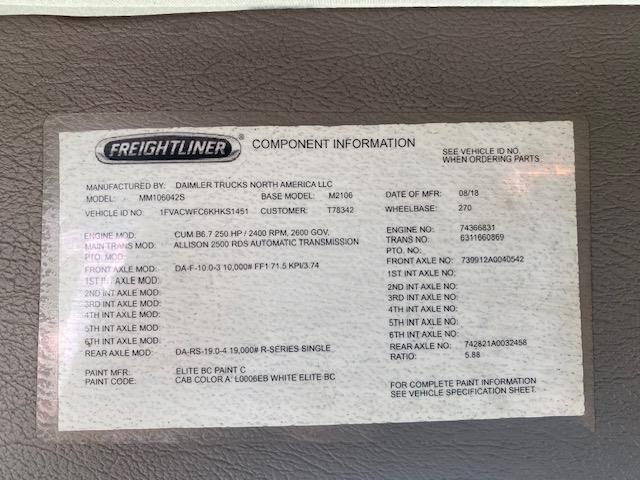 FREIGHTLINER ® COMPONENT INFORMATION
SEE VEHICLE ID NO.
WHEN ORDERING PARTS
MANUFACTURED BY: DAIMLER TRUCKS NORTH AMERICA LLC
MODEL: MM106042S BASE MODEL: M2106 DATE OF MFR: 08/18
VEHICLE ID NO: 1FVACWFC6KHKS1451 CUSTOMER: T78342 WHEELBASE: 270
ENGINE MOD: CUM B6.7 250 HP / 2400 RPM, 2600 GOV. ENGINE NO: 74366831
MAIN TRANS MOD: ALLISON 2500 RDS AUTOMATIC TRANSMISSION TRANS NO: 6311660869
PTO. MOD: PTO. NO:
FRONT AXLE MOD: DA-F-10.0-3 10,000# FF1 71.5 KPI/3.74 FRONT AXLE NO: 739912A0040542
1ST INT AXLE MOD: 1ST INT AXLE NO:
2ND INT AXLE MOD: 2ND INT AXLE NO:
3RD INT AXLE MOD: 3RD INT AXLE NO:
4TH INT AXLE MOD: 4TH INT AXLE NO:
5TH INT AXLE MOD: 5TH INT AXLE NO:
6TH INT AXLE MOD: 6TH INT AXLE NO:
REAR AXLE MOD: DA-RS-19.0-4 19,000# R-SERIES SINGLE REAR AXLE NO: 742821A0032458
RATIO: 5.88
PAINT MFR: ELITE BC PAINT C
PAINT CODE: CAB COLOR A: L0006EB WHITE ELITE BC
FOR COMPLETE PAINT INFORMATION
SEE VEHICLE SPECIFICATION SHEET.